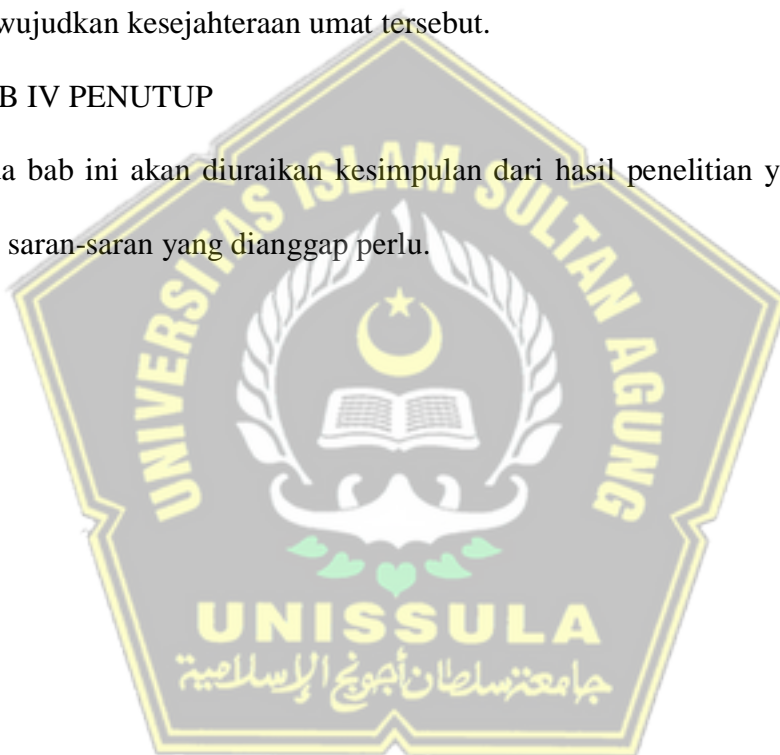 wujudkan kesejahteraan umat tersebut.
B IV PENUTUP
a bab ini akan diuraikan kesimpulan dari hasil penelitian y
saran-saran yang dianggap perlu.
UNIVERSITAS ISLAM SULTAN AGUNG
UNISSULA
جامعة سلطان أجونج الإسلامية